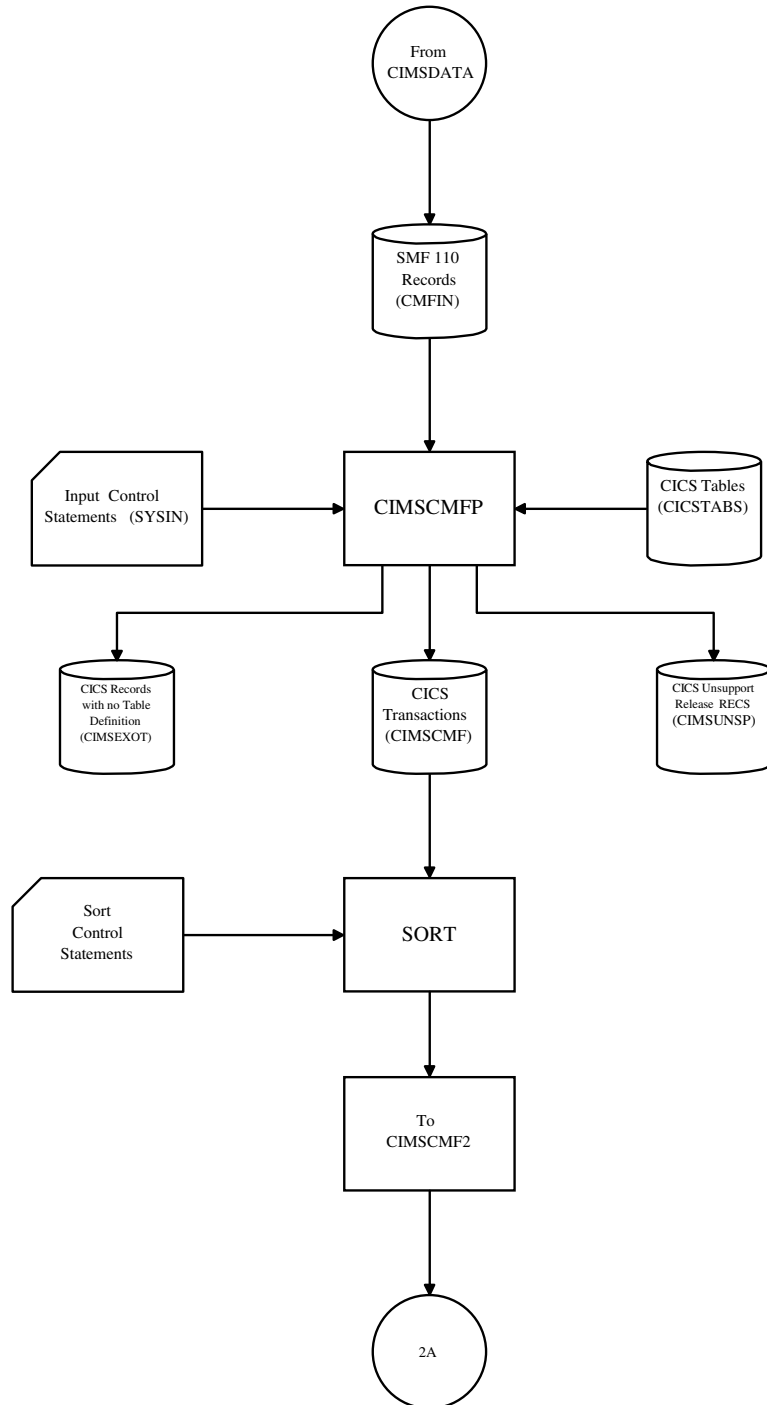 From
CIMSDATA
SMF 110
Records
(CMFIN)
Input Control
Statements (SYSIN)
CIMSCMFP
CICS Tables
(CICSTABS)
CICS Records
with no Table
Definition
(CIMSEXOT)
CICS
Transactions
(CIMSCMF)
CICS Unsupport
Release RECS
(CIMSUNSP)
Sort
Control
Statements
SORT
To
CIMSCMF2
2A